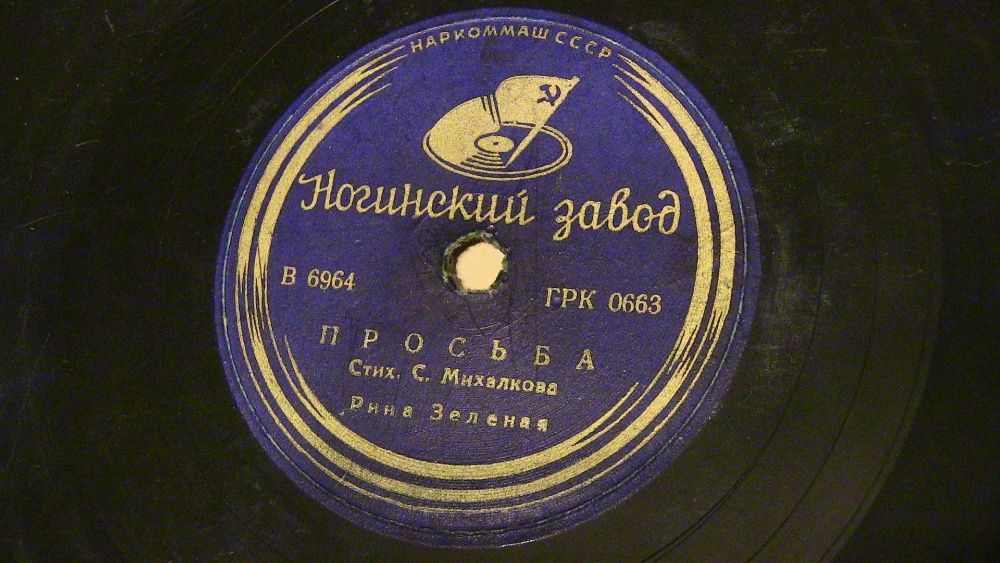 НАРКОММАШ СССР
Ногинский завод
В 6964
ГРК 0663
ПРОСЬБА
Стих. С. Михалкова
Рина Зеленая